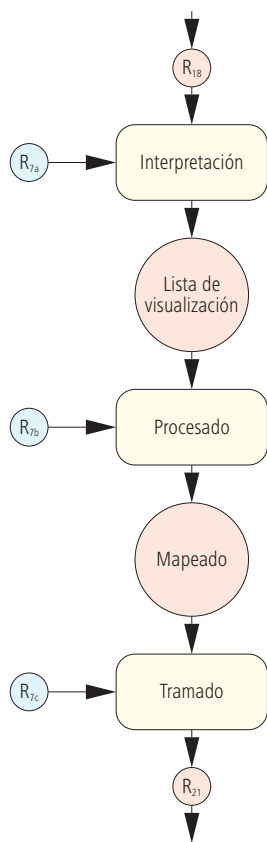 R₁₈
R₇ₐ
Interpretación
Lista de
visualización
R₇b
Procesado
Mapeado
R₇c
Tramado
R₂₁